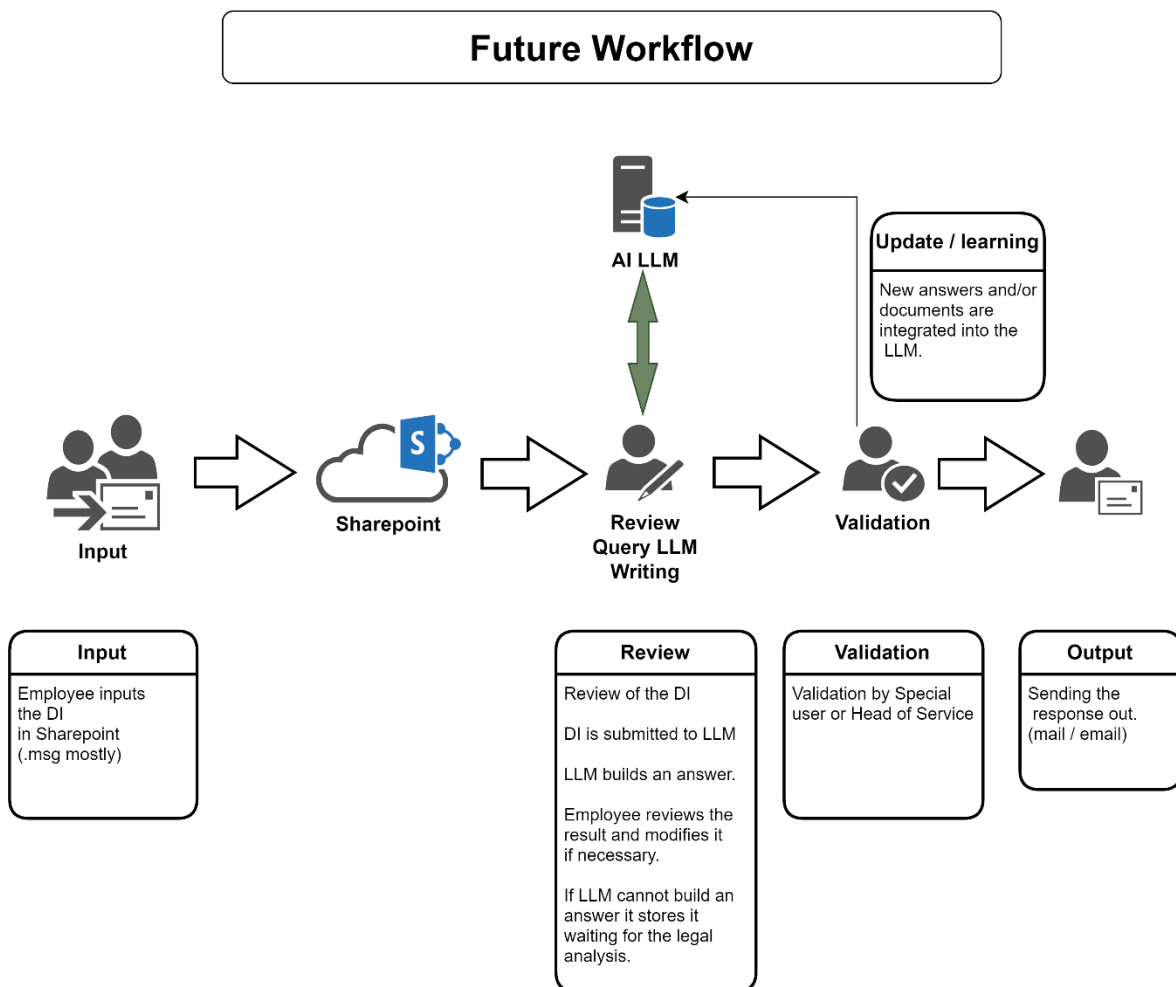 Future Workflow
AI LLM
Update / learning
New answers and/or
documents are
integrated into the
LLM.
S
Input
Sharepoint
Review
Query LLM
Writing
Validation
Input
Employee inputs
the DI
in Sharepoint
(.msg mostly)
Review
Review of the DI
DI is submitted to LLM
LLM builds an answer.
Employee reviews the
result and modifies it
if necessary.
If LLM cannot build an
answer it stores it
waiting for the legal
analysis.
Validation
Validation by Special
user or Head of Service
Output
Sending the
response out.
(mail / email)